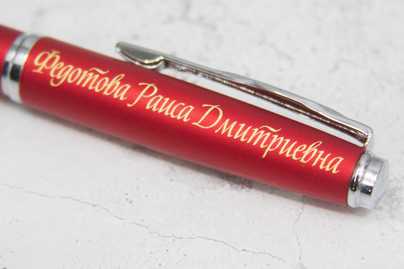 Федотова Раиса Дмитриевна